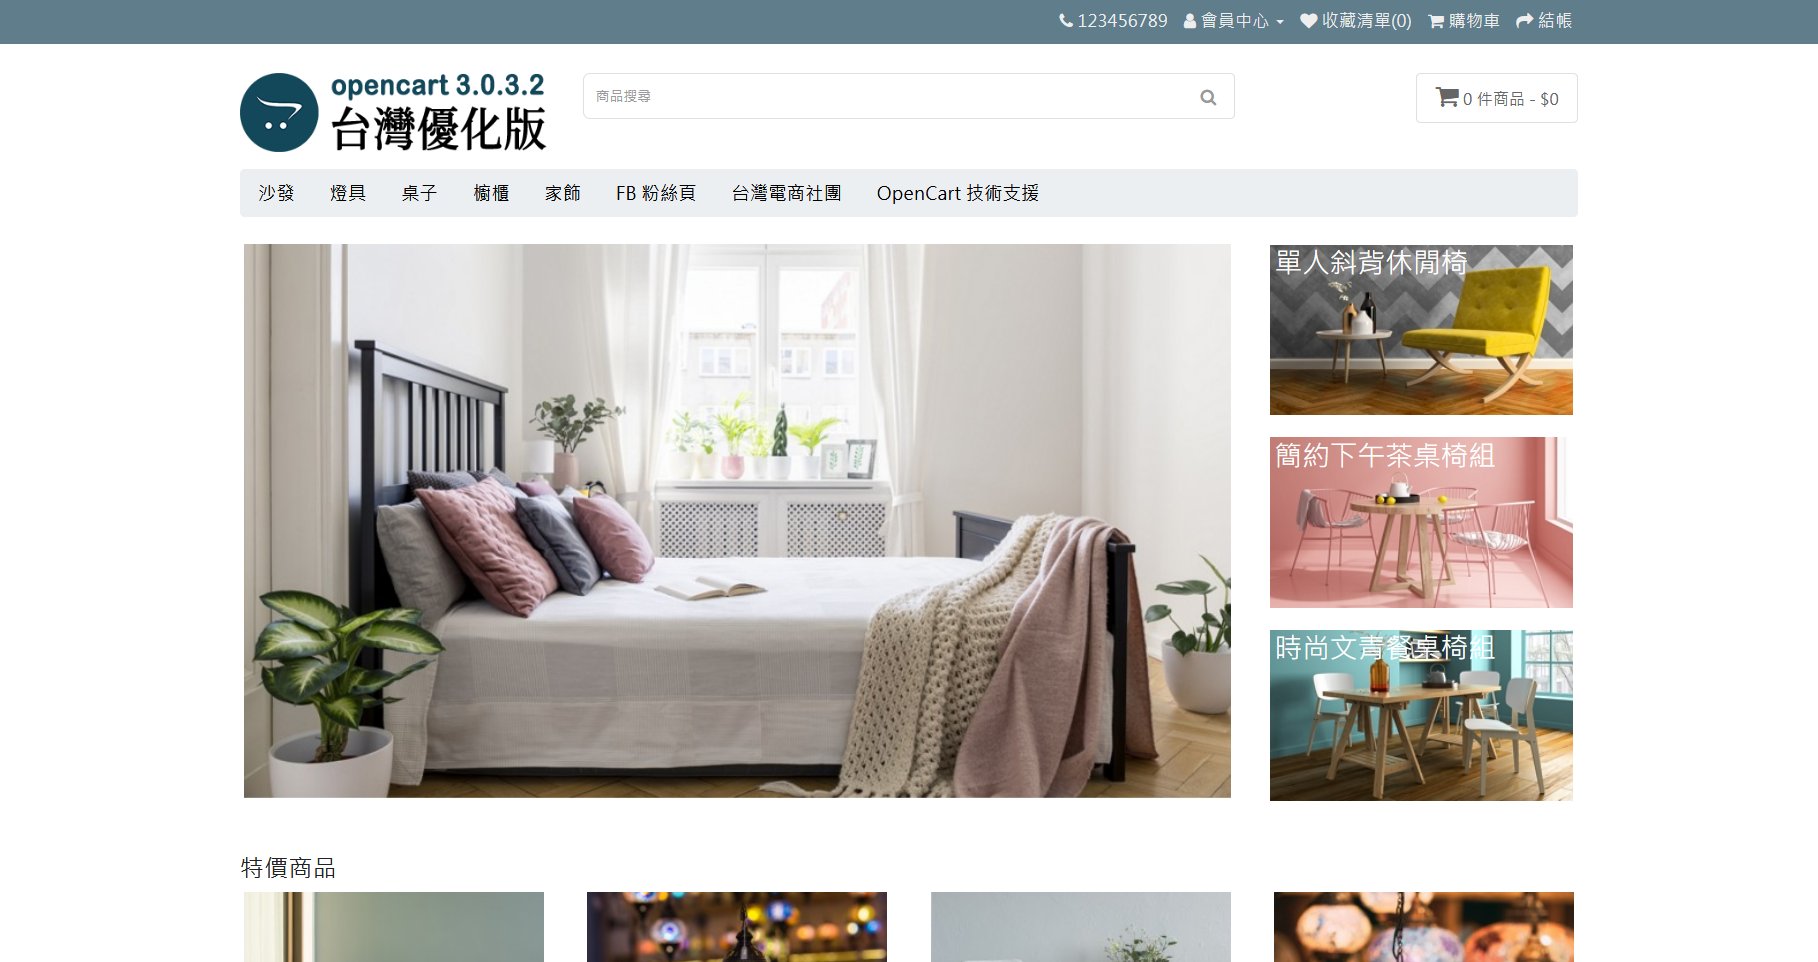 123456789 會員中心 收藏清單(0) 購物車 結帳
opencart 3.0.3.2
台灣優化版
商品搜尋
0 件商品 - $0
沙發 燈具 桌子 櫥櫃 家飾 FB 粉絲頁 台灣電商社團 OpenCart 技術支援
單人斜背休閒椅
簡約下午茶桌椅組
時尚文青餐桌椅組
特價商品